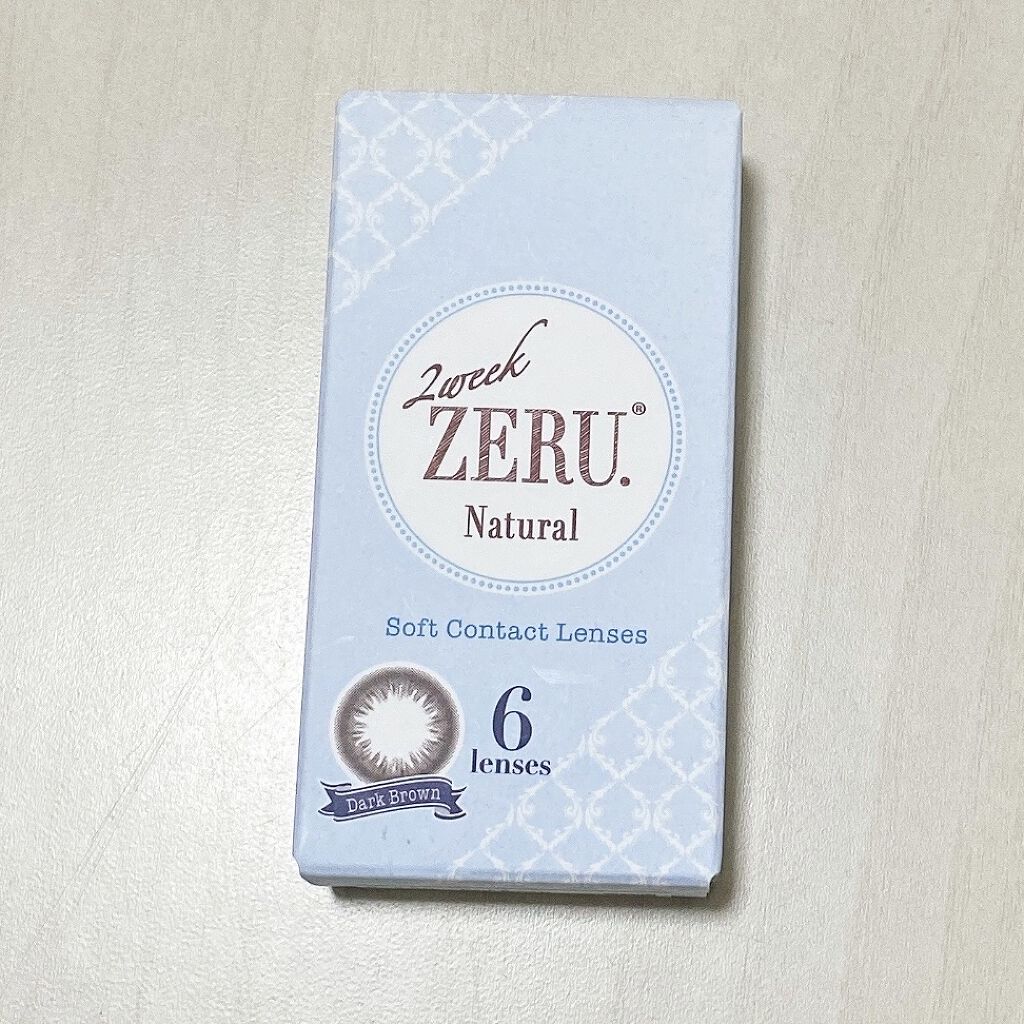 2week
ZERU.®
Natural
Soft Contact Lenses
6
lenses
Dark Brown